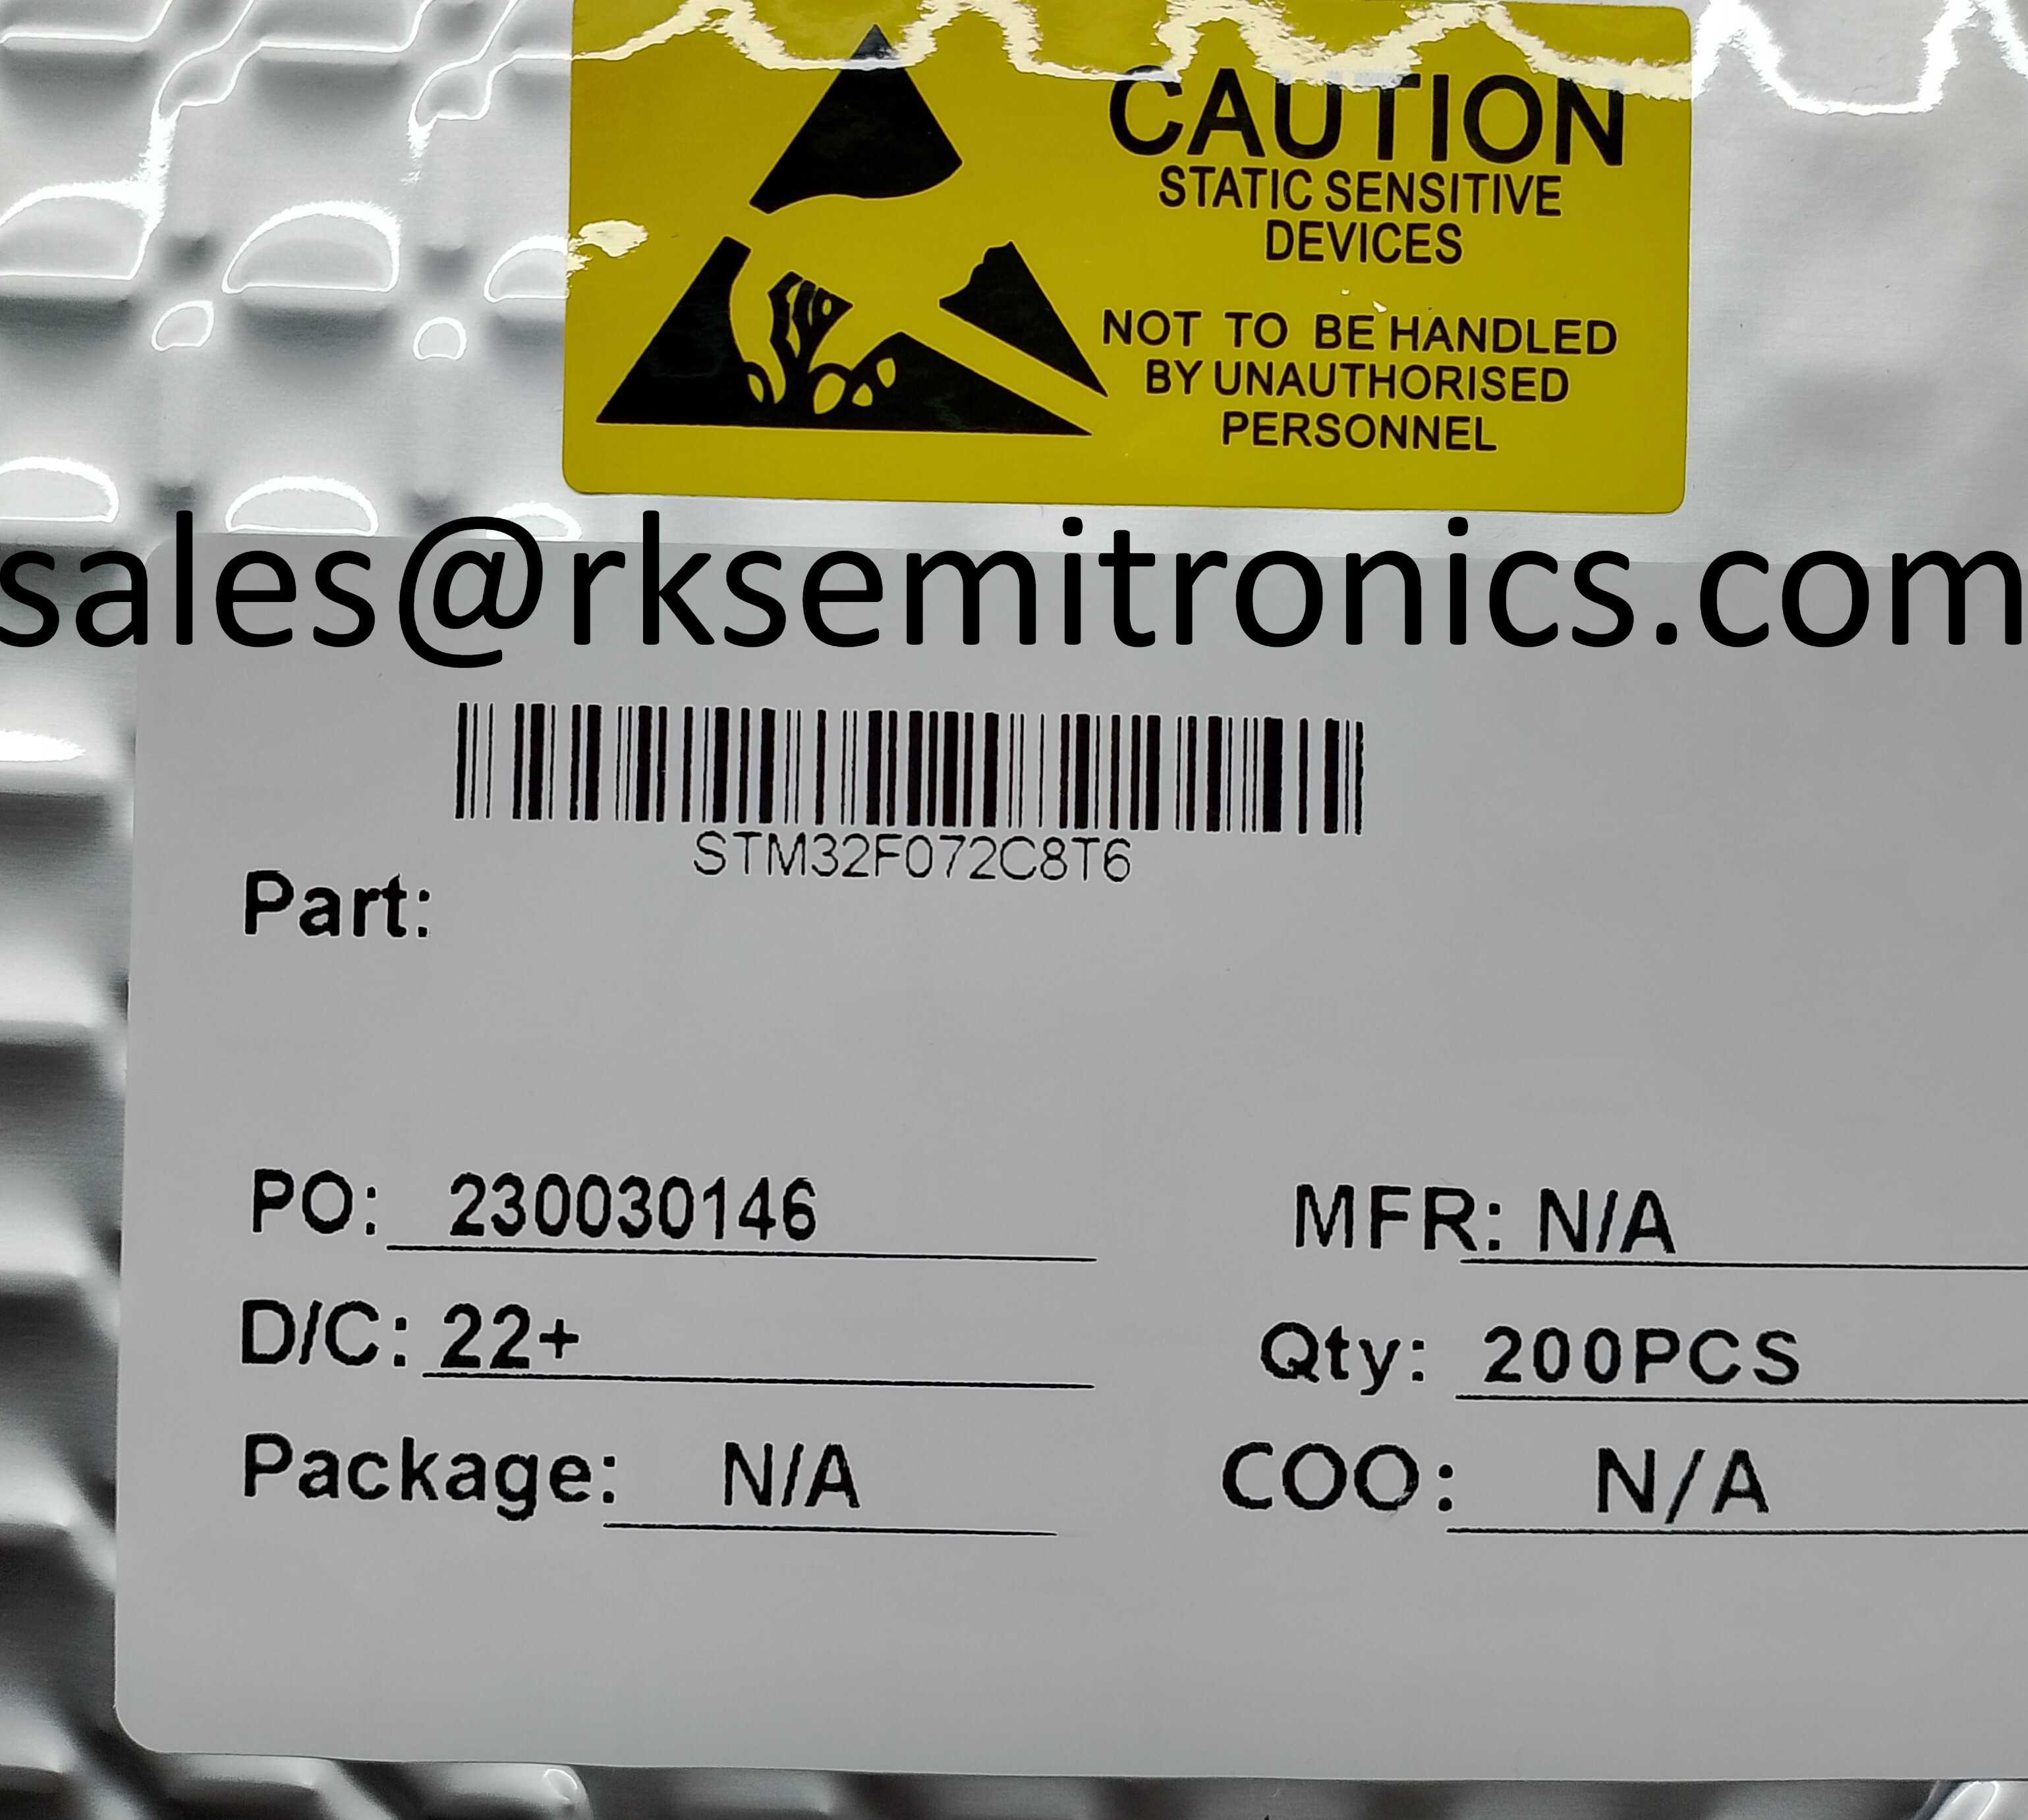 CAUTION
STATIC SENSITIVE
DEVICES
NOT TO BE HANDLED
BY UNAUTHORISED
PERSONNEL
sales@rksemitronics.com
STM32F072C8T6
Part:
PO: 230030146 MFR: N/A
D/C: 22+ Qty: 200PCS
Package: N/A COO: N/A